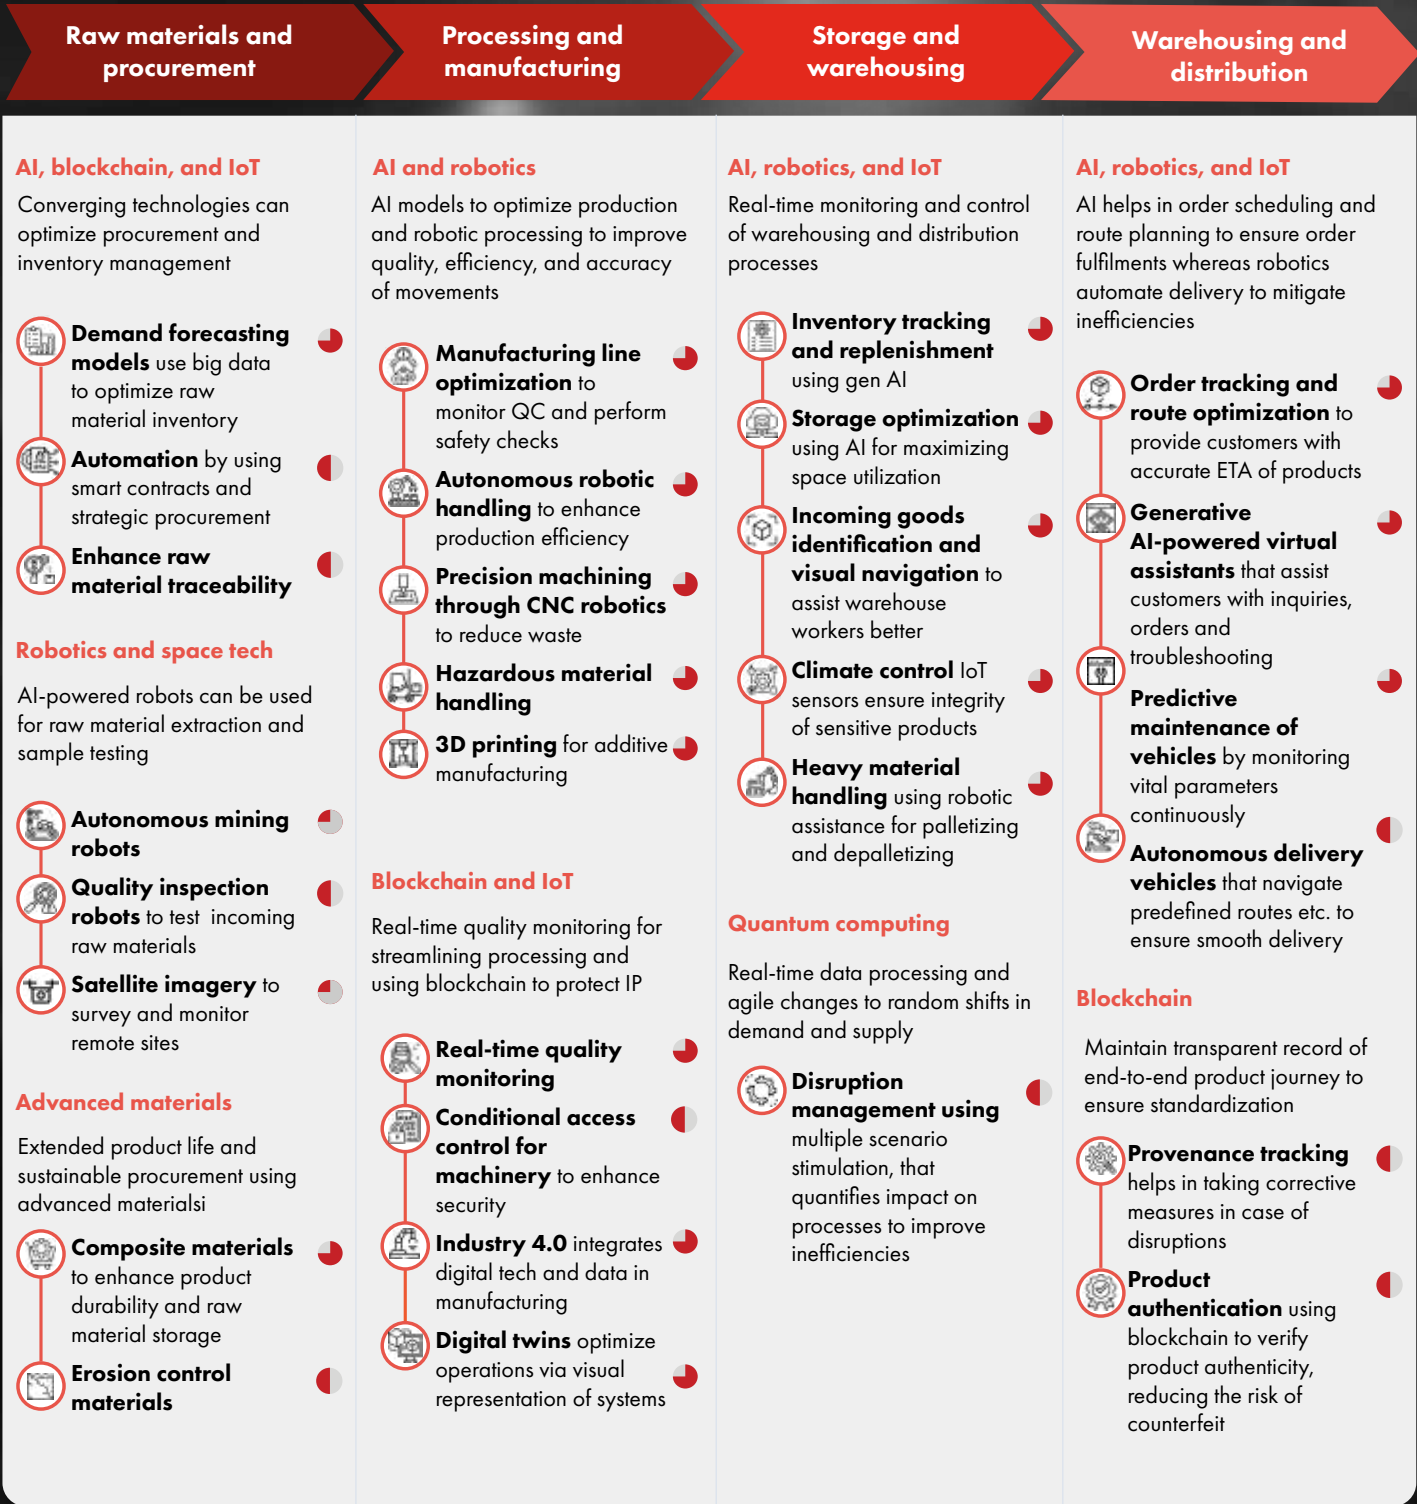 Raw materials and
procurement
Processing and
manufacturing
Storage and
warehousing
Warehousing and
distribution
AI, blockchain, and IoT
Converging technologies can
optimize procurement and
inventory management
Demand forecasting
models use big data
to optimize raw
material inventory
Automation by using
smart contracts and
strategic procurement
Enhance raw
material traceability
Robotics and space tech
AI-powered robots can be used
for raw material extraction and
sample testing
Autonomous mining
robots
Quality inspection
robots to test incoming
raw materials
Satellite imagery to
survey and monitor
remote sites
Advanced materials
Extended product life and
sustainable procurement using
advanced materialsi
Composite materials
to enhance product
durability and raw
material storage
Erosion control
materials
AI and robotics
AI models to optimize production
and robotic processing to improve
quality, efficiency, and accuracy
of movements
Manufacturing line
optimization to
monitor QC and perform
safety checks
Autonomous robotic
handling to enhance
production efficiency
Precision machining
through CNC robotics
to reduce waste
Hazardous material
handling
3D printing for additive
manufacturing
Blockchain and IoT
Real-time quality monitoring for
streamlining processing and
using blockchain to protect IP
Real-time quality
monitoring
Conditional access
control for
machinery to enhance
security
Industry 4.0 integrates
digital tech and data in
manufacturing
Digital twins optimize
operations via visual
representation of systems
AI, robotics, and IoT
Real-time monitoring and control
of warehousing and distribution
processes
Inventory tracking
and replenishment
using gen AI
Storage optimization
using AI for maximizing
space utilization
Incoming goods
identification and
visual navigation to
assist warehouse
workers better
Climate control IoT
sensors ensure integrity
of sensitive products
Heavy material
handling using robotic
assistance for palletizing
and depalletizing
Quantum computing
Real-time data processing and
agile changes to random shifts in
demand and supply
Disruption
management using
multiple scenario
stimulation, that
quantifies impact on
processes to improve
inefficiencies
AI, robotics, and IoT
AI helps in order scheduling and
route planning to ensure order
fulfilments whereas robotics
automate delivery to mitigate
inefficiencies
Order tracking and
route optimization to
provide customers with
accurate ETA of products
Generative
AI-powered virtual
assistants that assist
customers with inquiries,
orders and
troubleshooting
Predictive
maintenance of
vehicles by monitoring
vital parameters
continuously
Autonomous delivery
vehicles that navigate
predefined routes etc. to
ensure smooth delivery
Blockchain
Maintain transparent record of
end-to-end product journey to
ensure standardization
Provenance tracking
helps in taking corrective
measures in case of
disruptions
Product
authentication using
blockchain to verify
product authenticity,
reducing the risk of
counterfeit